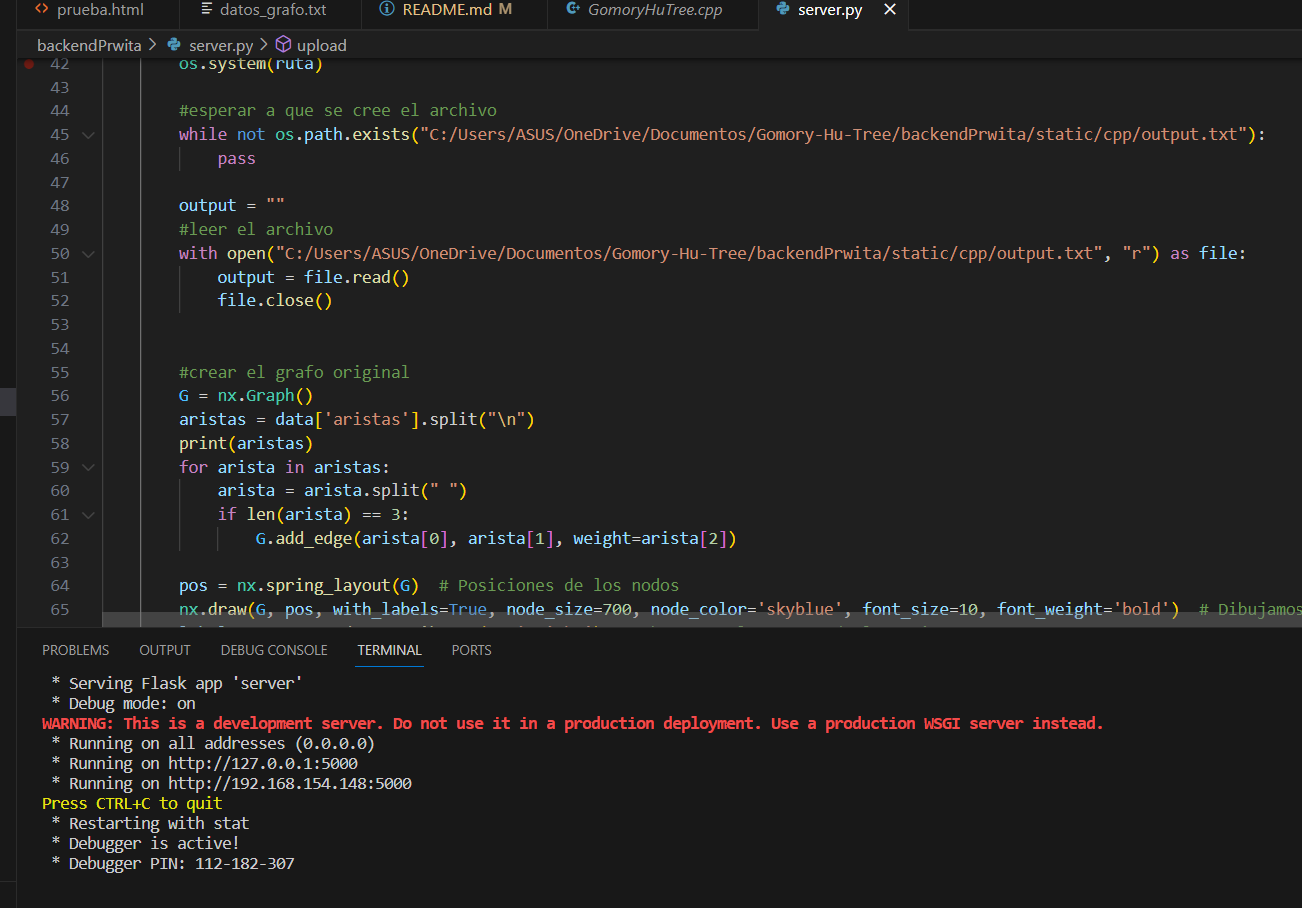 prueba.html datos_grafo.txt README.md M GomoryHuTree.cpp server.py
backendPrwita > server.py > upload
42 os.system(ruta)
43
44 #esperar a que se cree el archivo
45 while not os.path.exists("C:/Users/ASUS/OneDrive/Documentos/Gomory-Hu-Tree/backendPrwita/static/cpp/output.txt"):
46 pass
47
48 output = ""
49 #leer el archivo
50 with open("C:/Users/ASUS/OneDrive/Documentos/Gomory-Hu-Tree/backendPrwita/static/cpp/output.txt", "r") as file:
51 output = file.read()
52 file.close()
53
54
55 #crear el grafo original
56 G = nx.Graph()
57 aristas = data['aristas'].split("\n")
58 print(aristas)
59 for arista in aristas:
60 arista = arista.split(" ")
61 if len(arista) == 3:
62 G.add_edge(arista[0], arista[1], weight=arista[2])
63
64 pos = nx.spring_layout(G) # Posiciones de los nodos
65 nx.draw(G, pos, with_labels=True, node_size=700, node_color='skyblue', font_size=10, font_weight='bold') # Dibujamos
PROBLEMS OUTPUT DEBUG CONSOLE TERMINAL PORTS
* Serving Flask app 'server'
* Debug mode: on
WARNING: This is a development server. Do not use it in a production deployment. Use a production WSGI server instead.
* Running on all addresses (0.0.0.0)
* Running on http://127.0.0.1:5000
* Running on http://192.168.154.148:5000
Press CTRL+C to quit
* Restarting with stat
* Debugger is active!
* Debugger PIN: 112-182-307